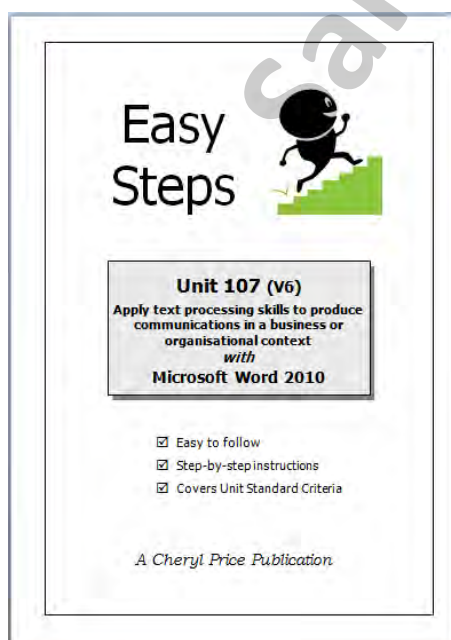 Easy
Steps
Unit 107 (V6)
Apply text processing skills to produce
communications in a business or
organisational context
with
Microsoft Word 2010
☑ Easy to follow
☑ Step-by-step instructions
☑ Covers Unit Standard Criteria
A Cheryl Price Publication